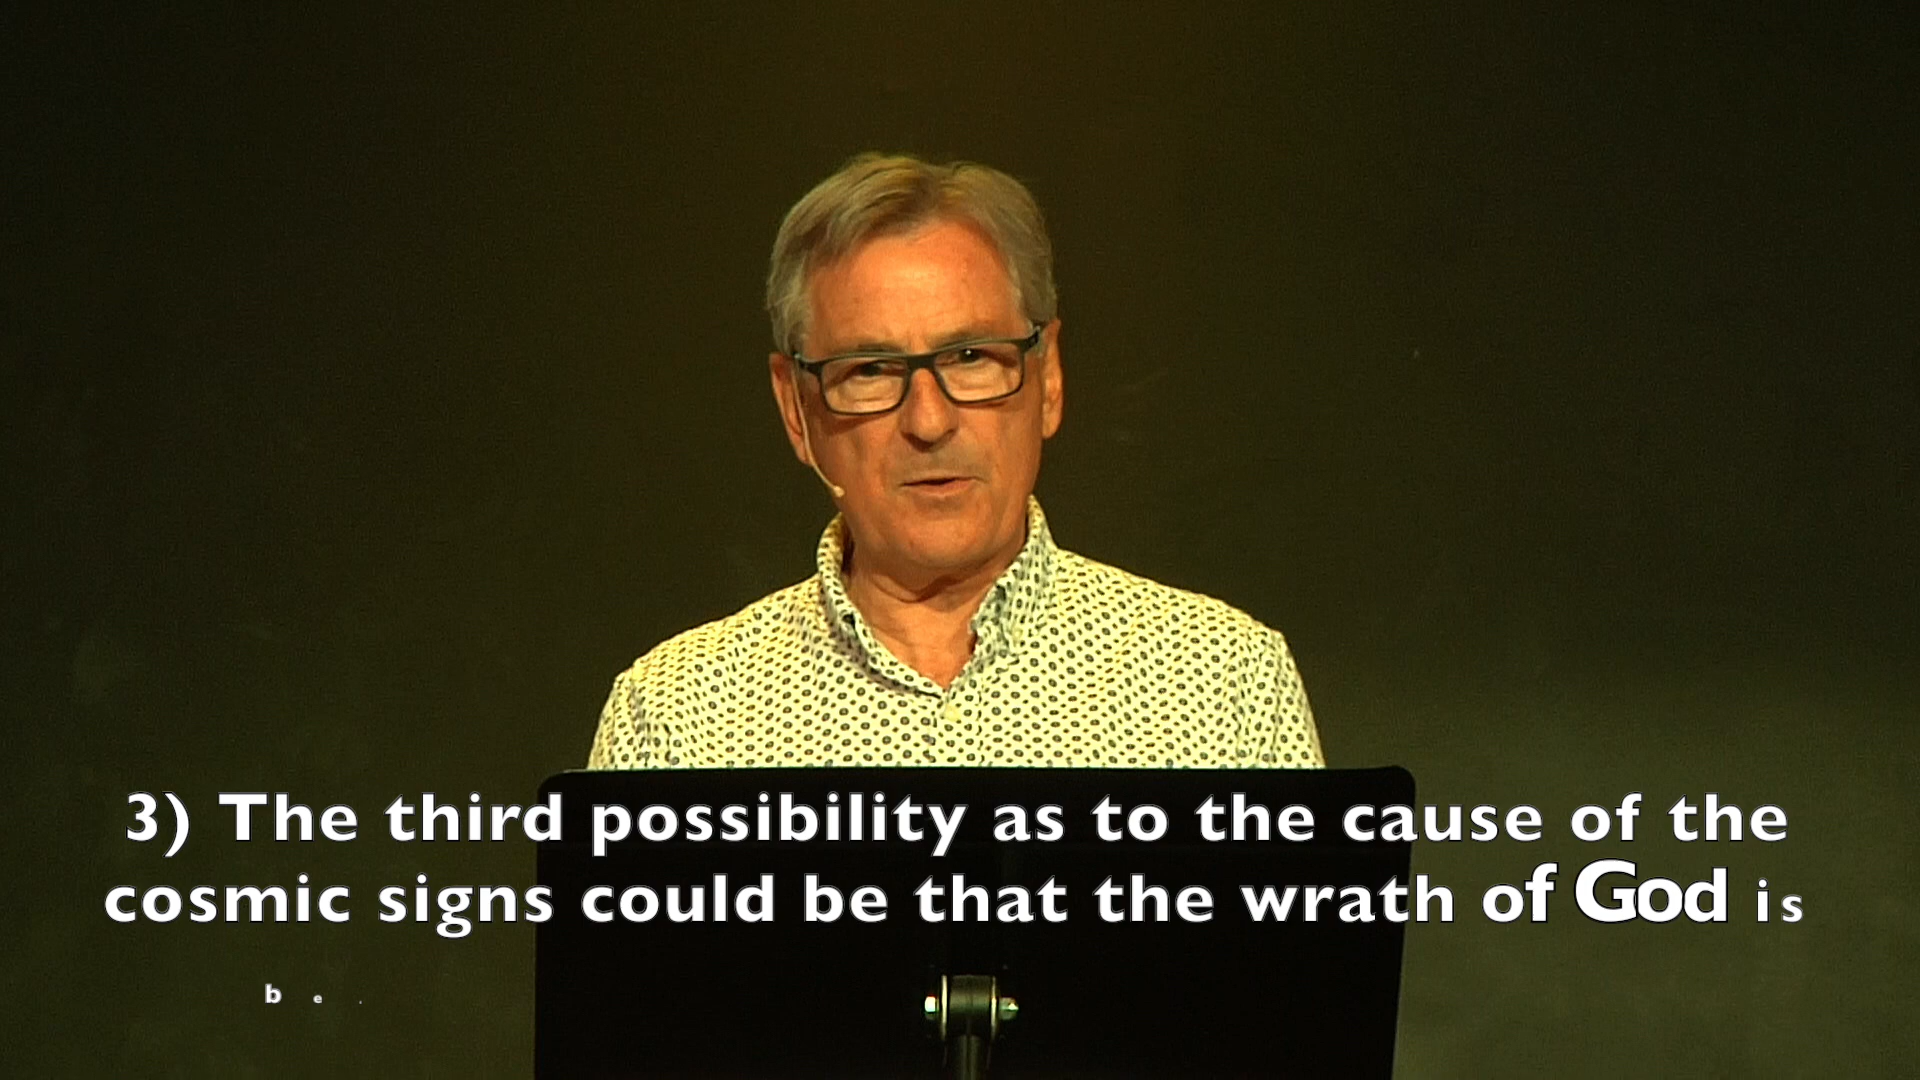 3) The third possibility as to the cause of the
cosmic signs could be that the wrath of God is
be